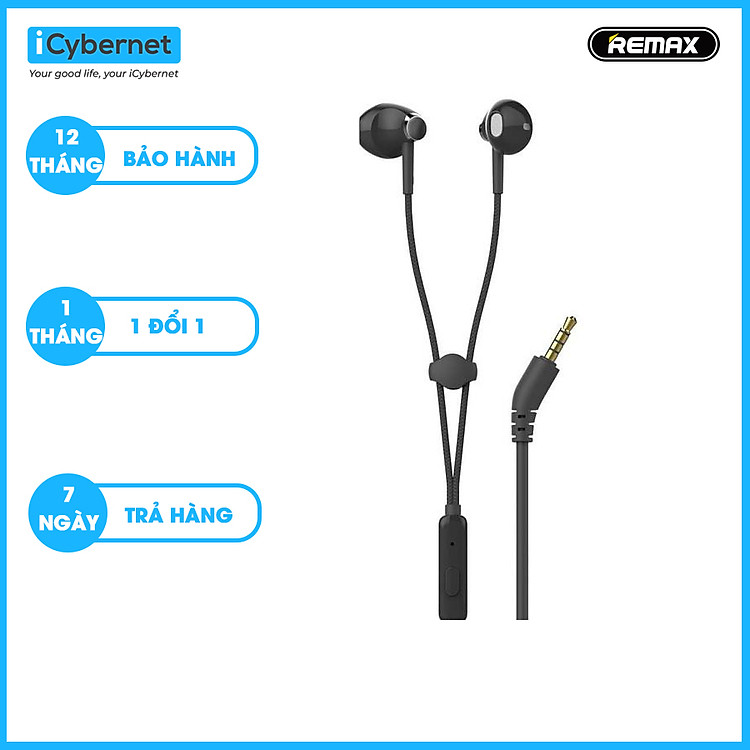 iCybernet
Your good life, your iCybernet
REMAX
12
THÁNG
BẢO HÀNH
1
THÁNG
1 ĐỔI 1
7
NGÀY
TRẢ HÀNG